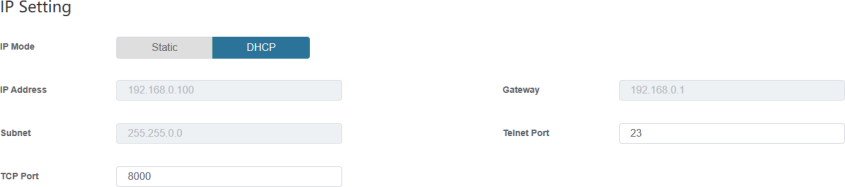 IP Setting
IP Mode Static DHCP
IP Address 192.168.0.100 Gateway 192.168.0.1
Subnet 255.255.0.0 Telnet Port 23
TCP Port 8000